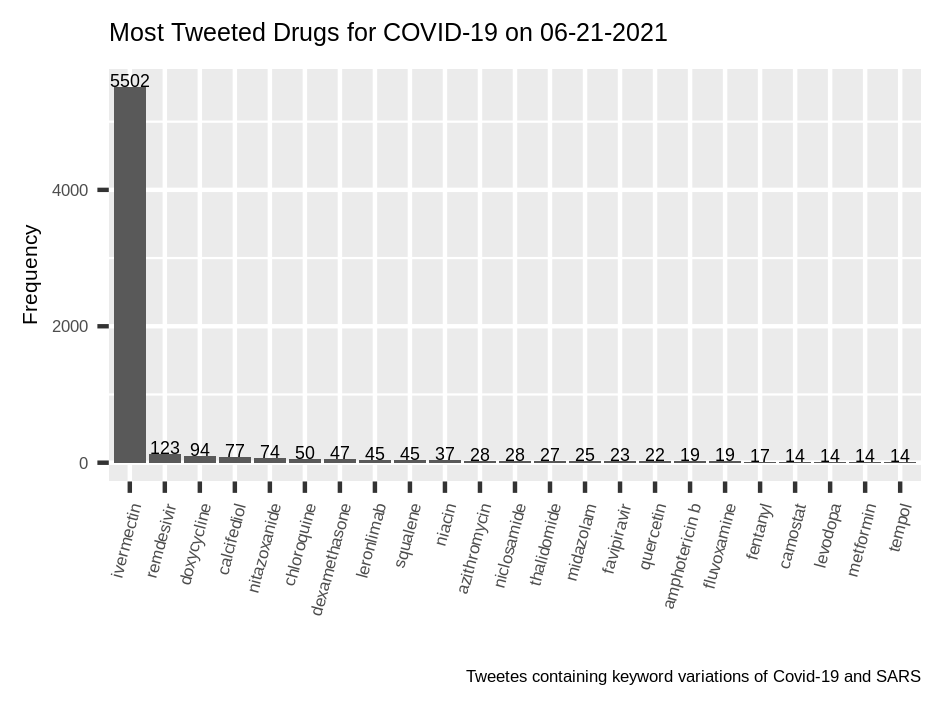 Most Tweeted Drugs for COVID-19 on 06-21-2021
5502
4000
Frequency
2000
123 94 77 74 50 47 45 45 37 28 28 27 25 23 22 19 19 17 14 14 14 14
0
ivermectin
remdesivir
doxycycline
calcifediol
nitazoxanide
chloroquine
dexamethasone
leronlimab
squalene
niacin
azithromycin
niclosamide
thalidomide
midazolam
favipiravir
quercetin
amphotericin b
fluvoxamine
fentanyl
camostat
levodopa
metformin
tempol
Tweetes containing keyword variations of Covid-19 and SARS